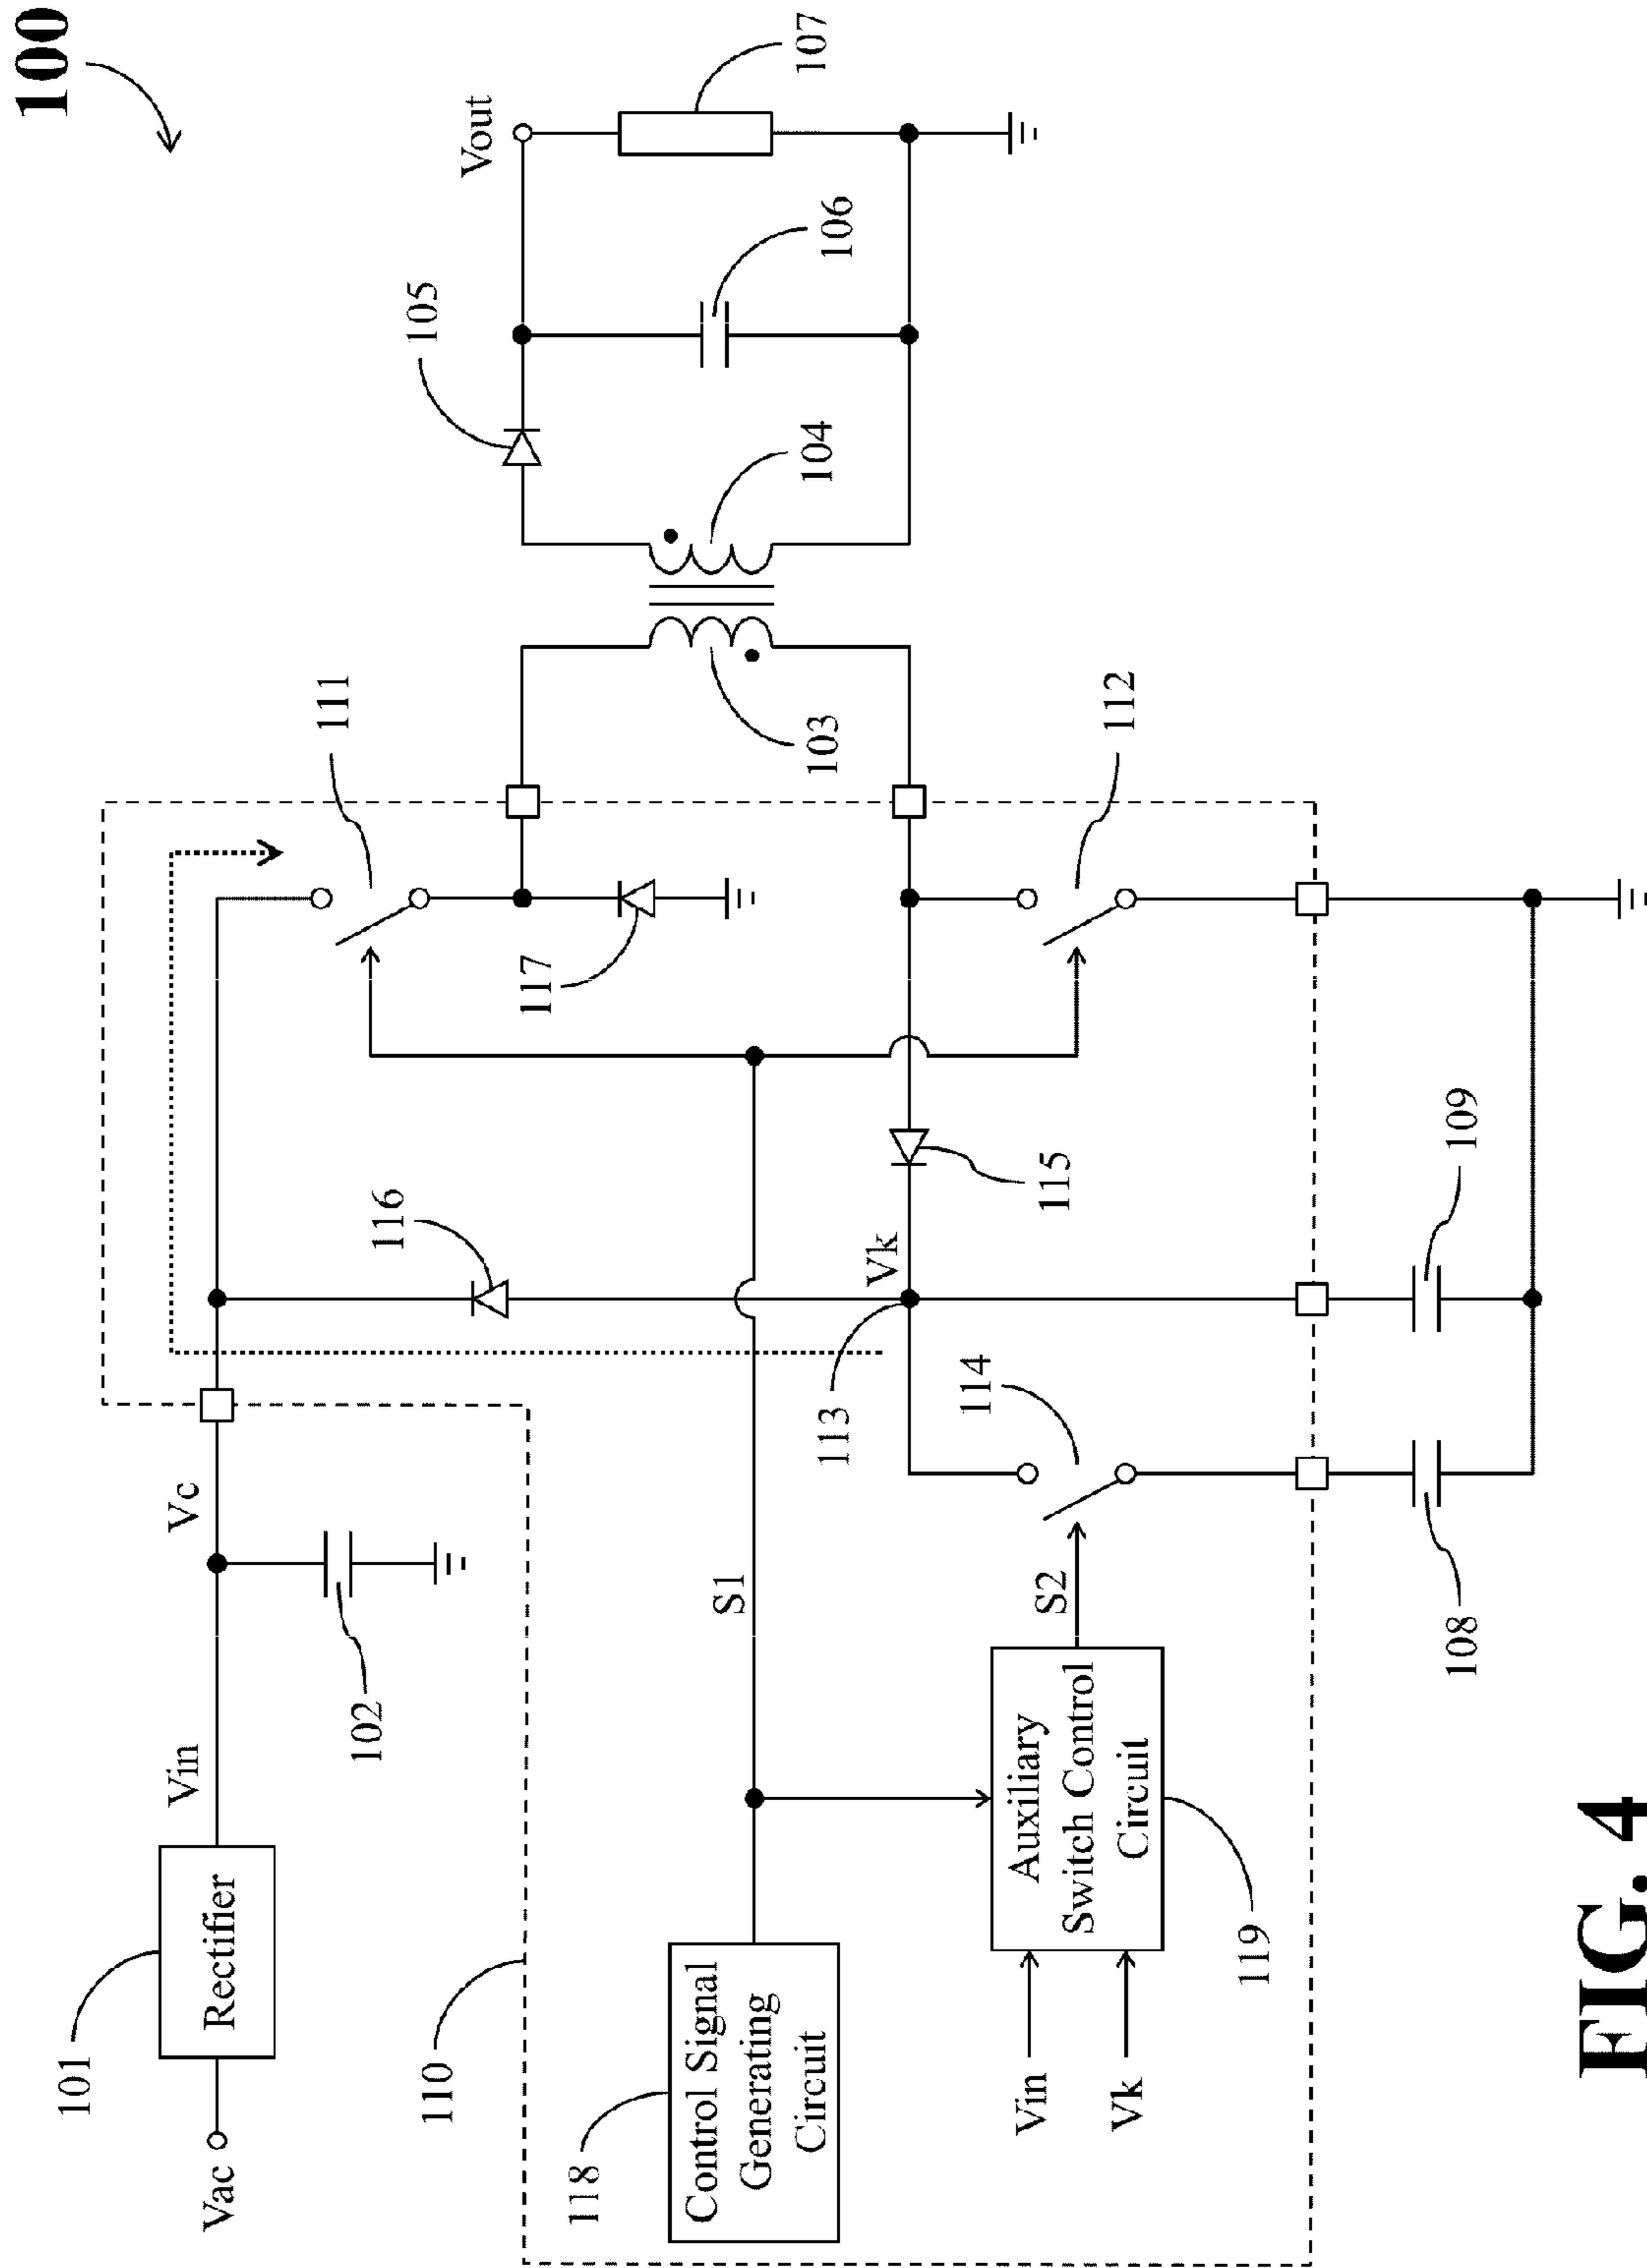 100
Vac
101
Rectifier
Vin
102
Vc
116
111
117
103
104
105
106
Vout
107
110
118
Control Signal
Generating
Circuit
S1
113
Vk
115
112
Vin
Vk
Auxiliary
Switch Control
Circuit
119
S2
114
108
109
FIG. 4